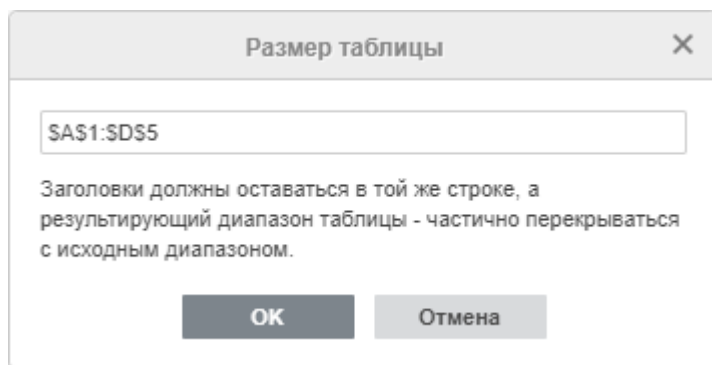 Размер таблицы
$A$1:$D$5
Заголовки должны оставаться в той же строке, а
результирующий диапазон таблицы - частично перекрываться
с исходным диапазоном.
OK Отмена